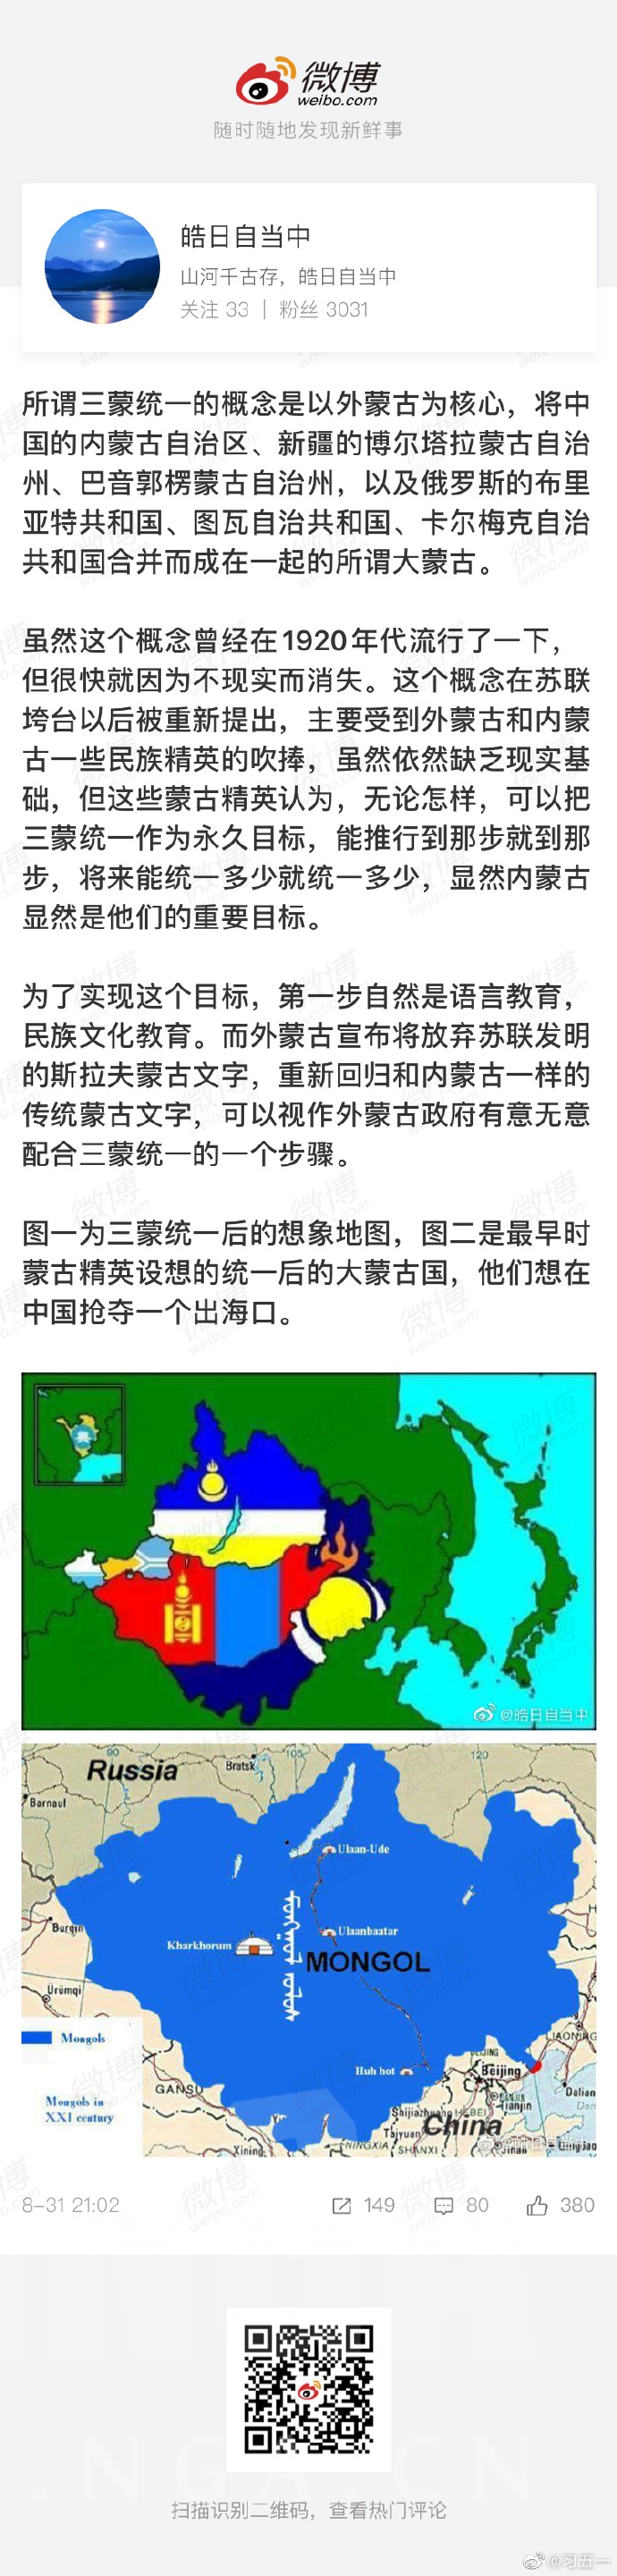 微博
weibo.com
随时随地发现新鲜事
皓日自当中
山河千古存，皓日自当中
关注 33 | 粉丝 3031
所谓三蒙统一的概念是以外蒙古为核心，将中
国的内蒙古自治区、新疆的博尔塔拉蒙古自治
州、巴音郭楞蒙古自治州，以及俄罗斯的布里
亚特共和国、图瓦自治共和国、卡尔梅克自治
共和国合并而成在一起的所谓大蒙古。
虽然这个概念曾经在1920年代流行了一下，
但很快就因为不现实而消失。这个概念在苏联
垮台以后被重新提出，主要受到外蒙古和内蒙
古一些民族精英的吹捧，虽然依然缺乏现实基
础，但这些蒙古精英认为，无论怎样，可以把
三蒙统一作为永久目标，能推行到那步就到那
步，将来能统一多少就统一多少，显然内蒙古
显然是他们的重要目标。
为了实现这个目标，第一步自然是语言教育，
民族文化教育。而外蒙古宣布将放弃苏联发明
的斯拉夫蒙古文字，重新回归和内蒙古一样的
传统蒙古文字，可以视作外蒙古政府有意无意
配合三蒙统一的一个步骤。
图一为三蒙统一后的想象地图，图二是最早时
蒙古精英设想的统一后的大蒙古国，他们想在
中国抢夺一个出海口。
@皓日自当中
90
105
120
Russia
Bratsk
Barnaul
Ulaan-Ude
Burqin
Kharkhorum
Ulaanbaatar
MONGOL
Ürümqi
Mongols
LIAONING
Huh hot
BEIJING
Beijing
Mongols in
XXI century
GANSU
TIANJIN
Tianjin
Dalian
Shijiazhuang
HEBEI
China
Taiyuan
Jinan
Qingdao
Xining
NINGXIA
SHANXI
8-31 21:02
149
80
380
扫描识别二维码，查看热门评论
NGA.CN
@习五一